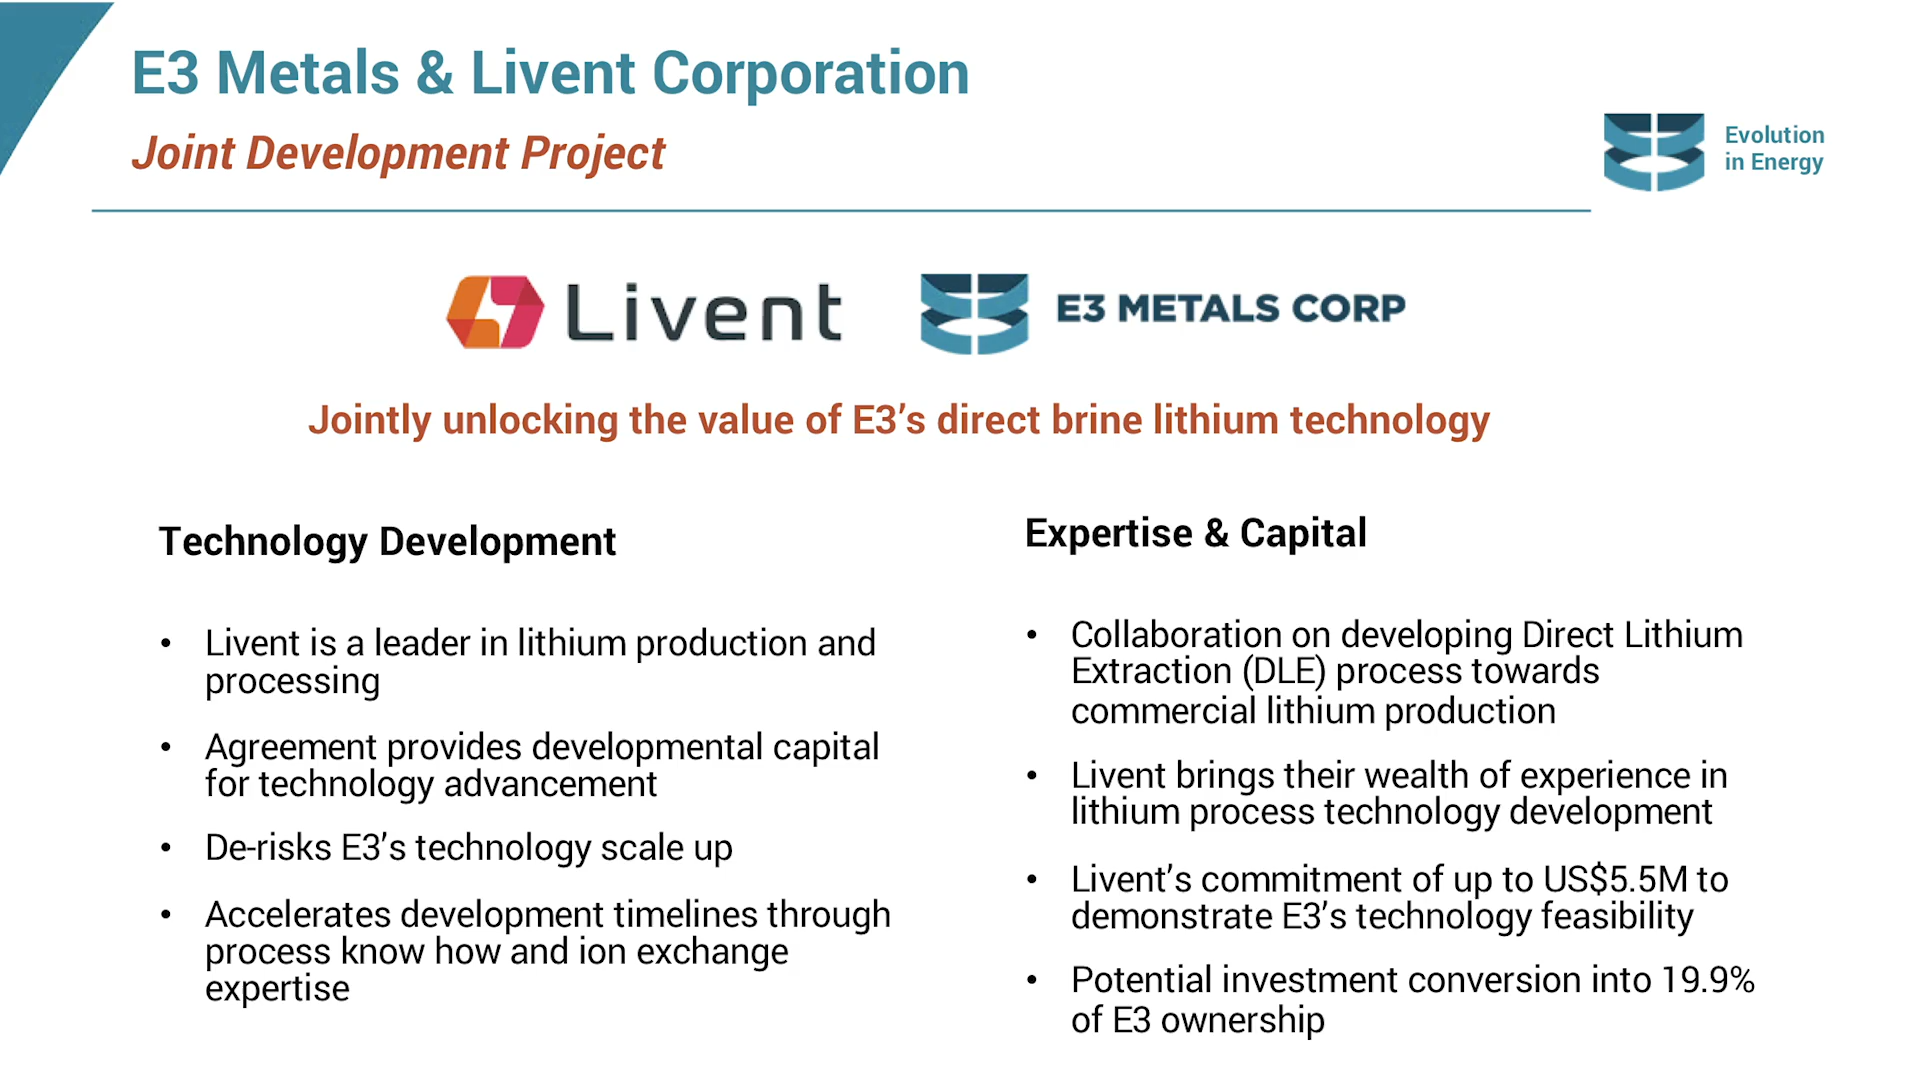 E3 Metals & Livent Corporation
Joint Development Project
Evolution
in Energy
Livent
E3 METALS CORP
Jointly unlocking the value of E3’s direct brine lithium technology
Technology Development
• Livent is a leader in lithium production and
processing
• Agreement provides developmental capital
for technology advancement
• De-risks E3’s technology scale up
• Accelerates development timelines through
process know how and ion exchange
expertise
Expertise & Capital
• Collaboration on developing Direct Lithium
Extraction (DLE) process towards
commercial lithium production
• Livent brings their wealth of experience in
lithium process technology development
• Livent’s commitment of up to US$5.5M to
demonstrate E3’s technology feasibility
• Potential investment conversion into 19.9%
of E3 ownership